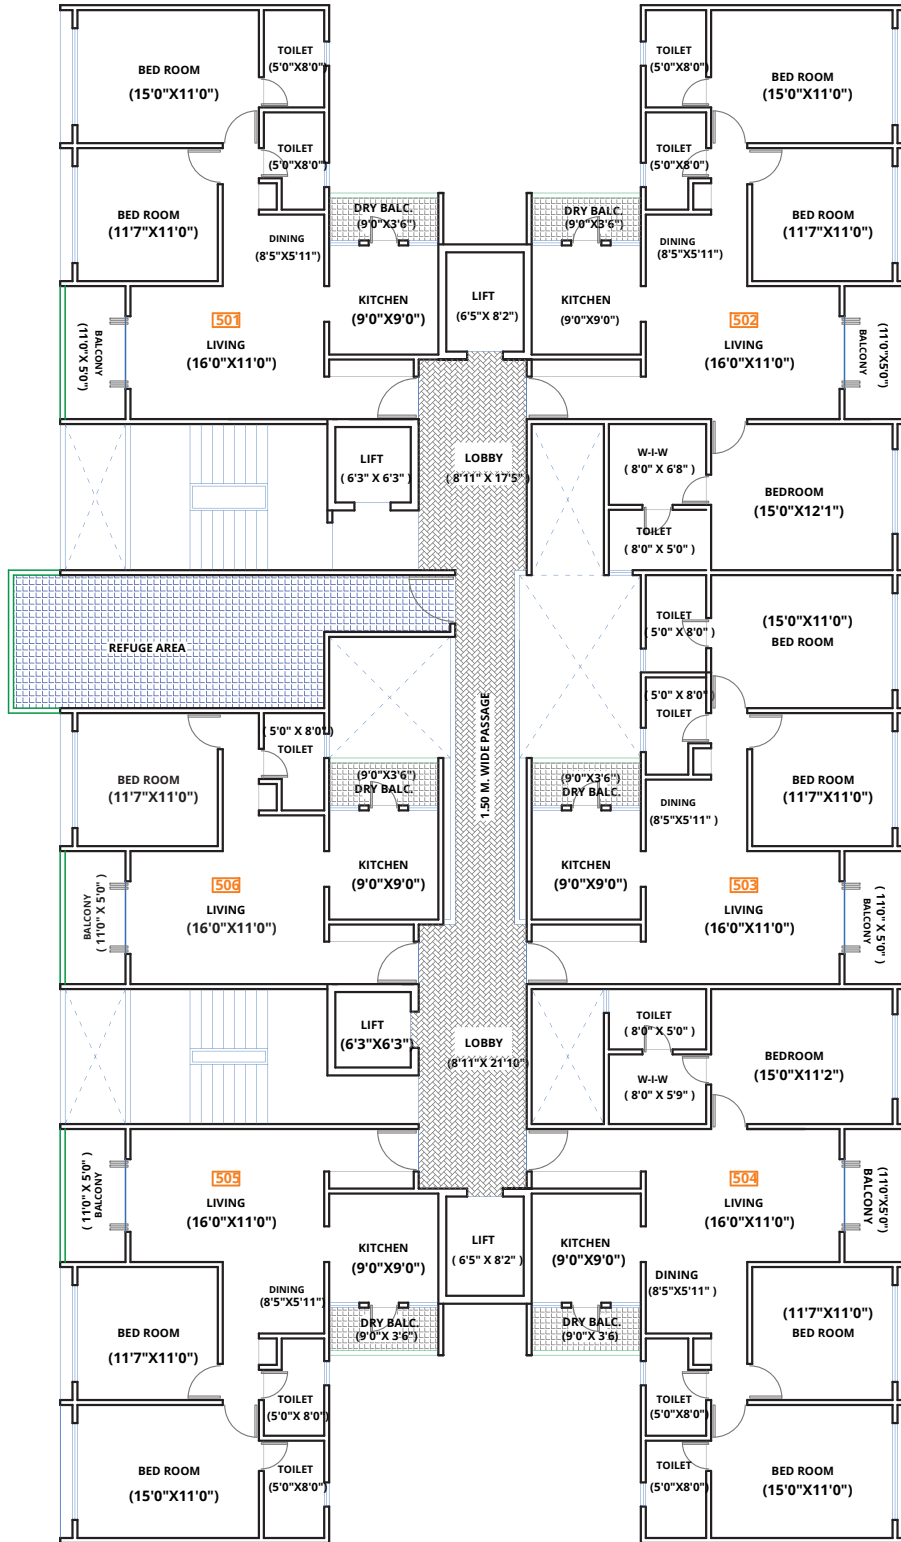 BED ROOM
(15'0"X11'0")
TOILET
(5'0"X8'0")
TOILET
(5'0"X8'0")
BED ROOM
(15'0"X11'0")
TOILET
(5'0"X8'0")
TOILET
(5'0"X8'0")
BED ROOM
(11'7"X11'0")
DINING
(8'5"X5'11")
DRY BALC.
(9'0"X3'6")
DRY BALC.
(9'0"X3'6")
DINING
(8'5"X5'11")
BED ROOM
(11'7"X11'0")
BALCONY
(11'0"X 5'0")
501
LIVING
(16'0"X11'0")
KITCHEN
(9'0"X9'0")
LIFT
(6'5"X 8'2")
KITCHEN
(9'0"X9'0")
502
LIVING
(16'0"X11'0")
(11'0"X5'0")
BALCONY
LIFT
( 6'3" X 6'3" )
LOBBY
( 8'11" X 17'5" )
W-I-W
( 8'0" X 6'8" )
BEDROOM
(15'0"X12'1")
TOILET
( 8'0" X 5'0" )
REFUGE AREA
TOILET
( 5'0" X 8'0" )
(15'0"X11'0")
BED ROOM
( 5'0" X 8'0" )
TOILET
1.50 M. WIDE PASSAGE
( 5'0" X 8'0" )
TOILET
BED ROOM
(11'7"X11'0")
(9'0"X3'6")
DRY BALC.
(9'0"X3'6")
DRY BALC.
DINING
(8'5"X5'11" )
BED ROOM
(11'7"X11'0")
BALCONY
( 11'0" X 5'0" )
506
LIVING
(16'0"X11'0")
KITCHEN
(9'0"X9'0")
KITCHEN
(9'0"X9'0")
503
LIVING
(16'0"X11'0")
( 11'0" X 5'0" )
BALCONY
LIFT
(6'3"X6'3")
LOBBY
(8'11"X 21'10")
TOILET
( 8'0" X 5'0" )
BEDROOM
(15'0"X11'2")
W-I-W
( 8'0" X 5'9" )
( 11'0" X 5'0" )
BALCONY
505
LIVING
(16'0"X11'0")
KITCHEN
(9'0"X9'0")
LIFT
( 6'5" X 8'2" )
KITCHEN
(9'0"X9'0")
504
LIVING
(16'0"X11'0")
(11'0"X5'0")
BALCONY
DINING
(8'5"X5'11")
DINING
(8'5"X5'11" )
BED ROOM
(11'7"X11'0")
DRY BALC.
(9'0"X 3'6")
DRY BALC.
(9'0"X 3'6)
(11'7"X11'0")
BED ROOM
TOILET
(5'0"X 8'0")
TOILET
(5'0"X8'0")
BED ROOM
(15'0"X11'0")
TOILET
(5'0"X8'0")
TOILET
(5'0"X8'0")
BED ROOM
(15'0"X11'0")